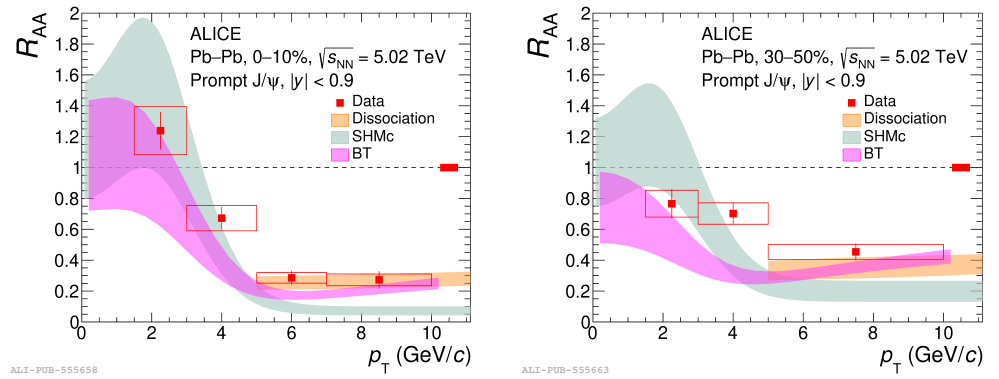 R_AA
2
1.8
1.6
1.4
1.2
1
0.8
0.6
0.4
0.2
0
ALICE
Pb–Pb, 0–10%, √s_NN = 5.02 TeV
Prompt J/ψ, |y| < 0.9
Data
Dissociation
SHMc
BT
0 2 4 6 8 10
p_T (GeV/c)
ALI-PUB-555658
R_AA
2
1.8
1.6
1.4
1.2
1
0.8
0.6
0.4
0.2
0
ALICE
Pb–Pb, 30–50%, √s_NN = 5.02 TeV
Prompt J/ψ, |y| < 0.9
Data
Dissociation
SHMc
BT
0 2 4 6 8 10
p_T (GeV/c)
ALI-PUB-555663